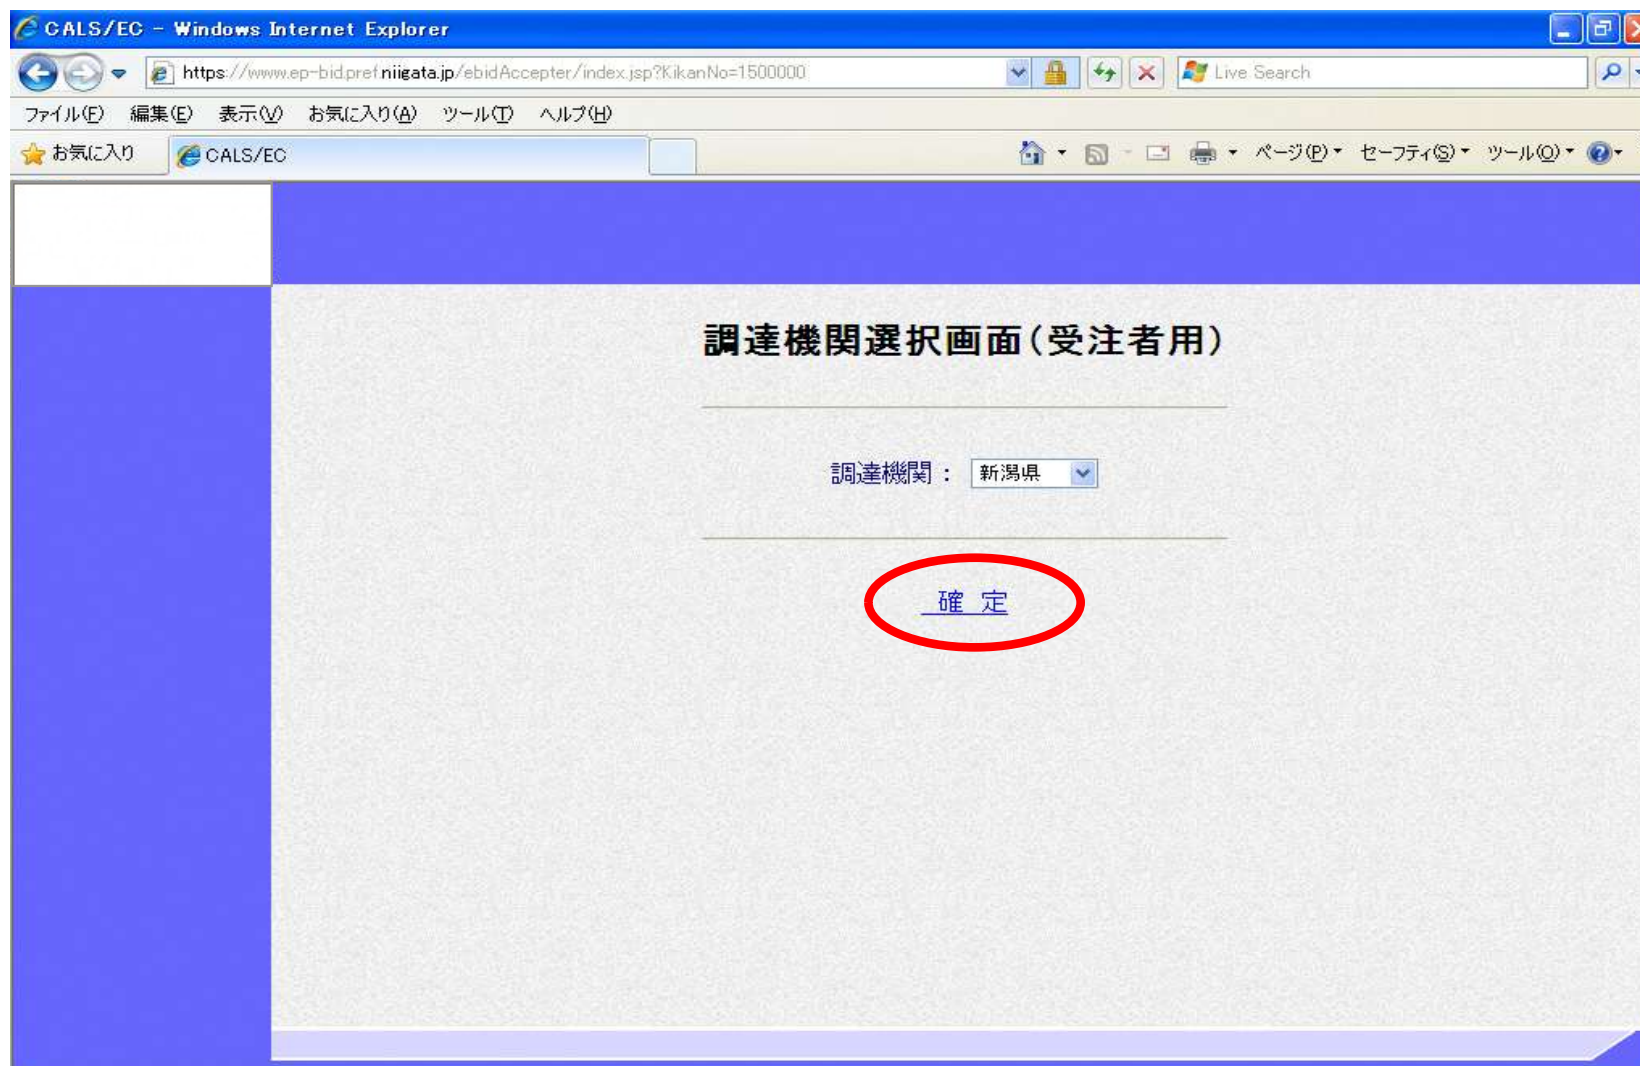 CALS/EC - Windows Internet Explorer
https://www.ep-bid.pref.niigata.jp/ebidAccepter/index.jsp?KikanNo=1500000
Live Search
ファイル(F) 編集(E) 表示(V) お気に入り(A) ツール(T) ヘルプ(H)
お気に入り CALS/EC ページ(P) セーフティ(S) ツール(O)
調達機関選択画面(受注者用)
調達機関： 新潟県
確 定